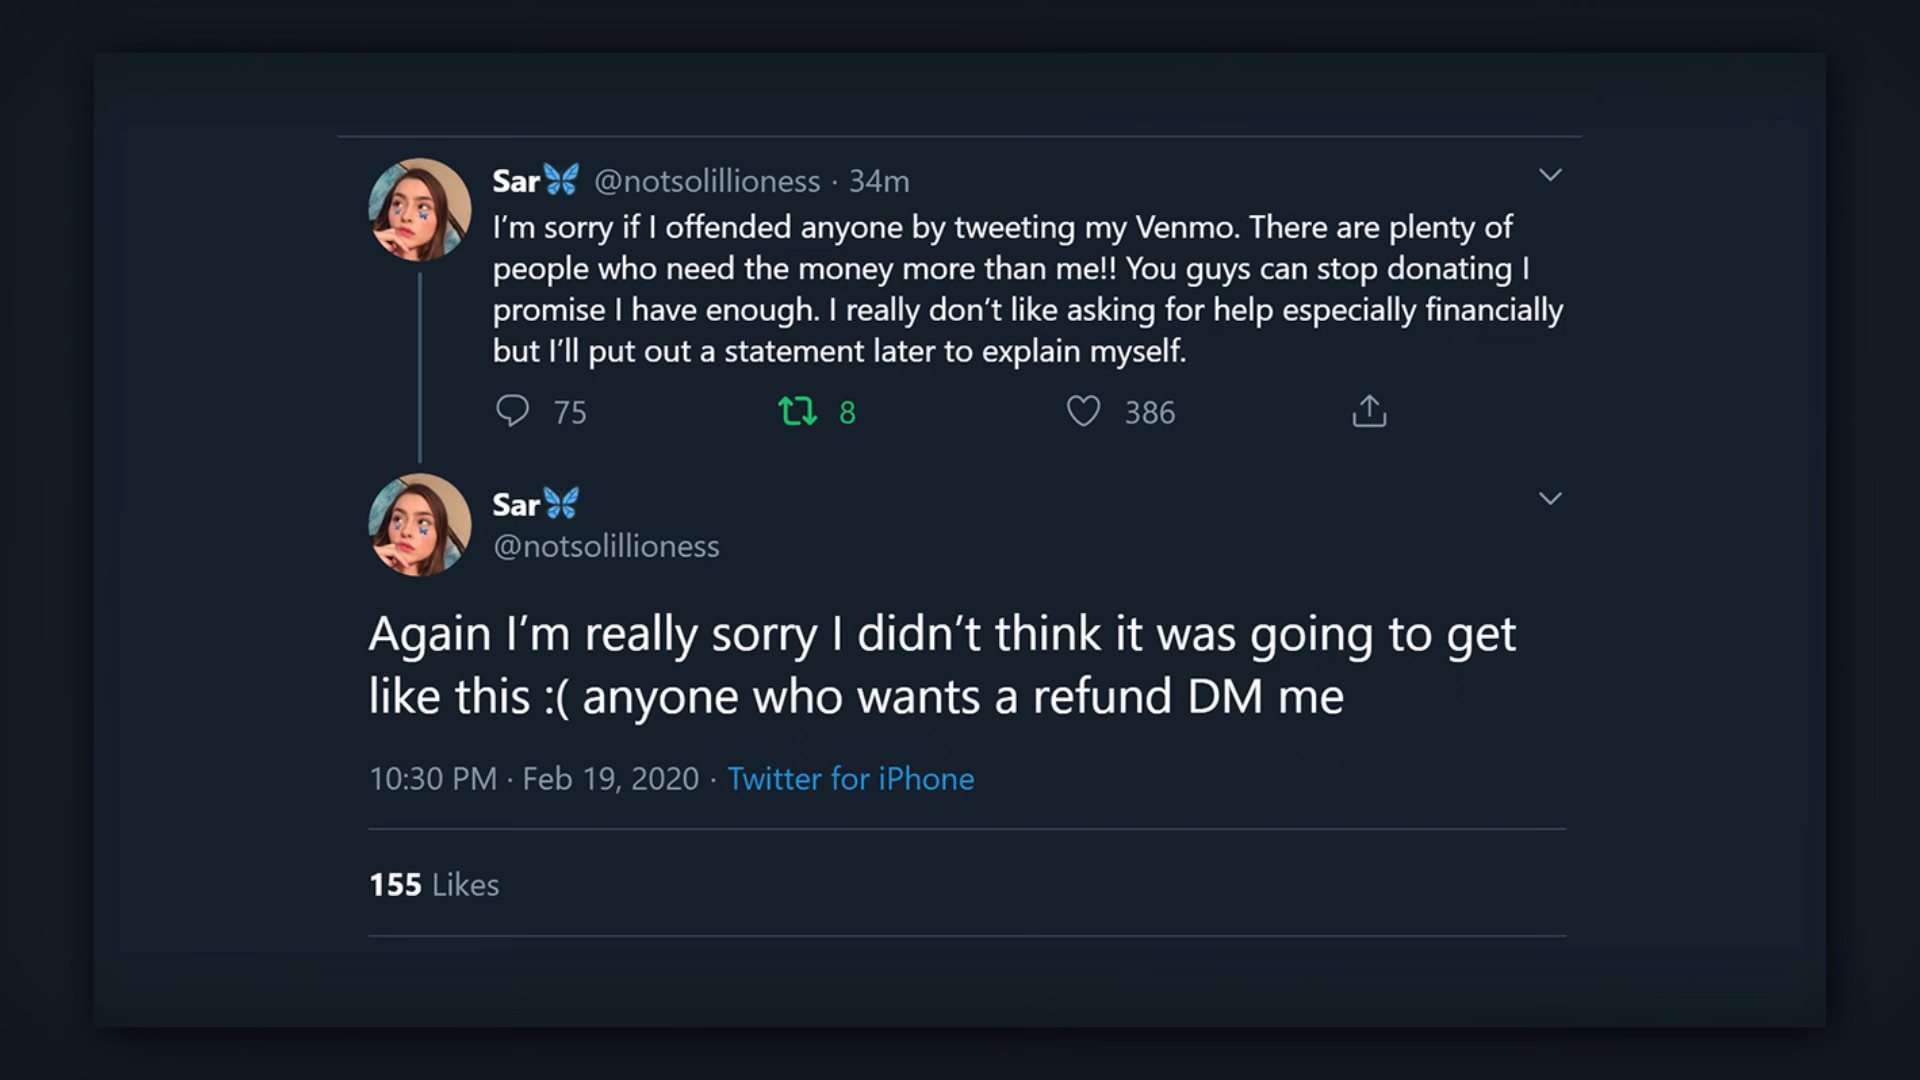 Sar🦋 @notsolillioness · 34m
I'm sorry if I offended anyone by tweeting my Venmo. There are plenty of
people who need the money more than me!! You guys can stop donating I
promise I have enough. I really don't like asking for help especially financially
but I'll put out a statement later to explain myself.
75 8 386
Sar🦋
@notsolillioness
Again I'm really sorry I didn't think it was going to get
like this :( anyone who wants a refund DM me
10:30 PM · Feb 19, 2020 · Twitter for iPhone
155 Likes